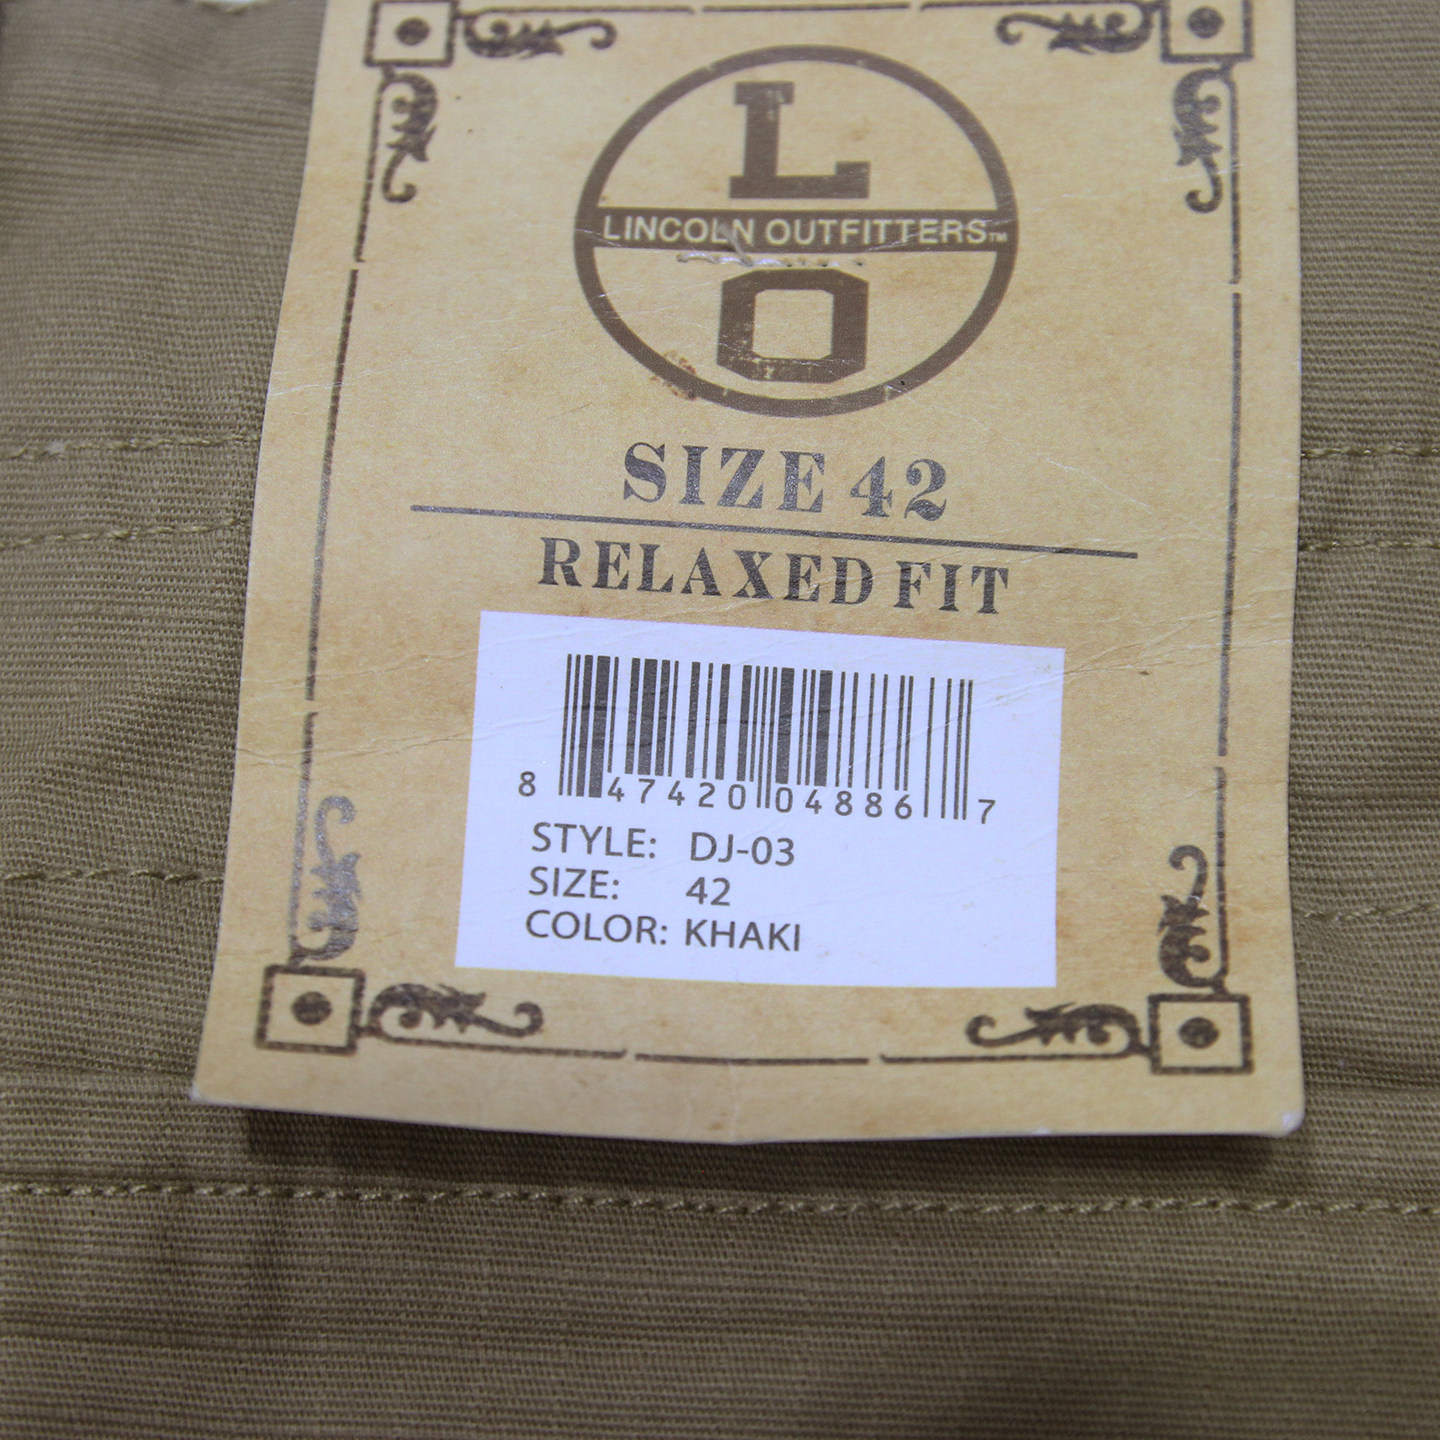 L
LINCOLN OUTFITTERS™
O
SIZE 42
RELAXED FIT
8 47420 04886 7
STYLE: DJ-03
SIZE: 42
COLOR: KHAKI